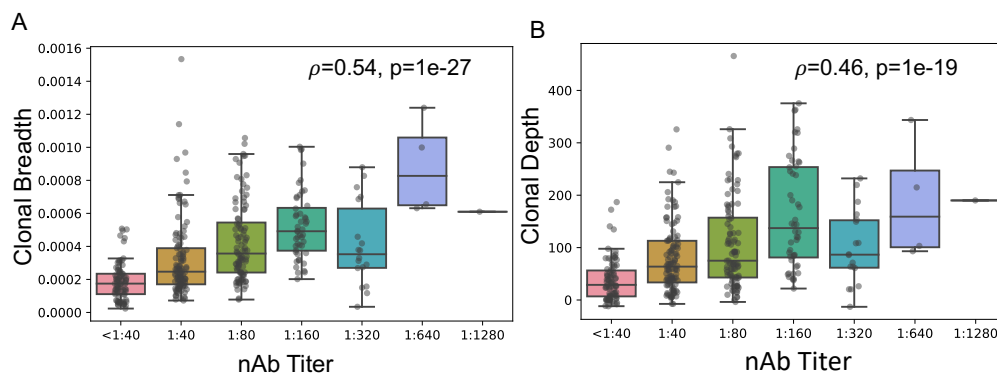 A
ρ=0.54, p=1e-27
Clonal Breadth
0.0016
0.0014
0.0012
0.0010
0.0008
0.0006
0.0004
0.0002
0.0000
<1:40 1:40 1:80 1:160 1:320 1:640 1:1280
nAb Titer
B
ρ=0.46, p=1e-19
Clonal Depth
400
300
200
100
0
<1:40 1:40 1:80 1:160 1:320 1:640 1:1280
nAb Titer